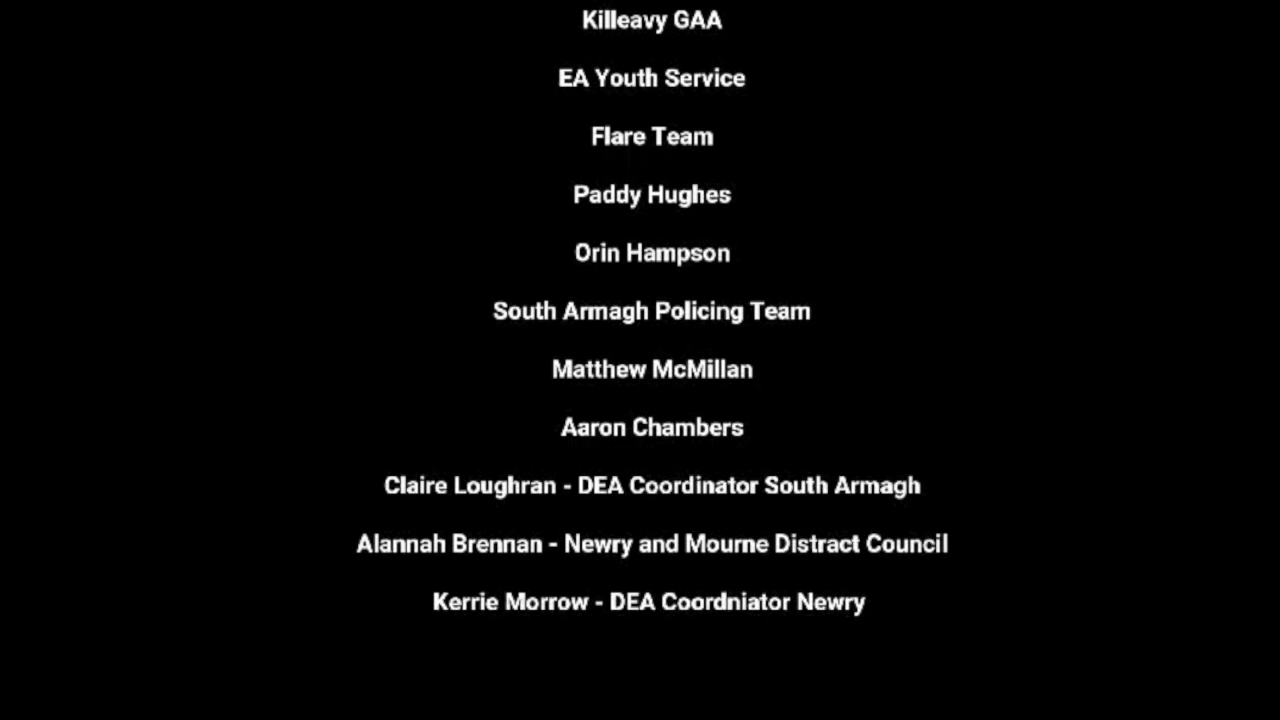 Killeavy GAA
EA Youth Service
Flare Team
Paddy Hughes
Orin Hampson
South Armagh Policing Team
Matthew McMillan
Aaron Chambers
Claire Loughran - DEA Coordinator South Armagh
Alannah Brennan - Newry and Mourne Distract Council
Kerrie Morrow - DEA Coordniator Newry